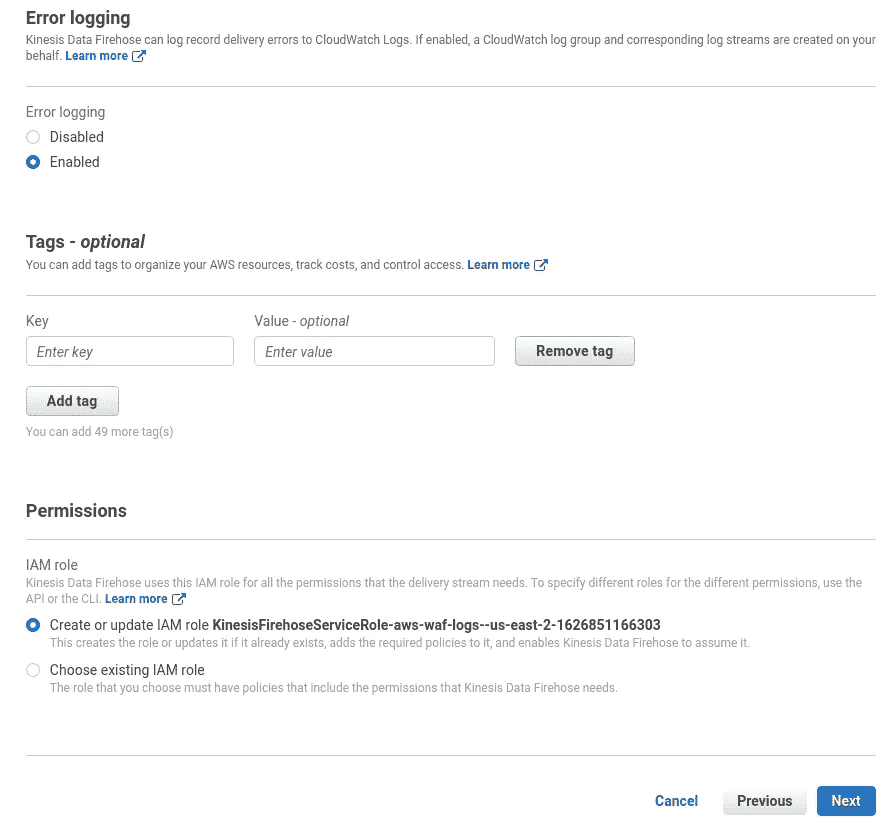 Error logging
Kinesis Data Firehose can log record delivery errors to CloudWatch Logs. If enabled, a CloudWatch log group and corresponding log streams are created on your
behalf. Learn more
Error logging
Disabled
Enabled
Tags - optional
You can add tags to organize your AWS resources, track costs, and control access. Learn more
Key
Value - optional
Enter key
Enter value
Remove tag
Add tag
You can add 49 more tag(s)
Permissions
IAM role
Kinesis Data Firehose uses this IAM role for all the permissions that the delivery stream needs. To specify different roles for the different permissions, use the
API or the CLI. Learn more
Create or update IAM role KinesisFirehoseServiceRole-aws-waf-logs--us-east-2-1626851166303
This creates the role or updates it if it already exists, adds the required policies to it, and enables Kinesis Data Firehose to assume it.
Choose existing IAM role
The role that you choose must have policies that include the permissions that Kinesis Data Firehose needs.
Cancel
Previous
Next